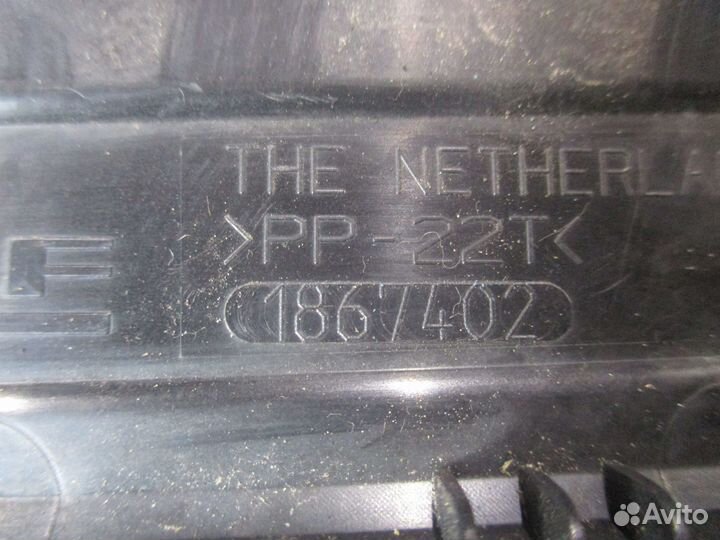 THE NETHERLA
>PP-22T<
1867402
Avito